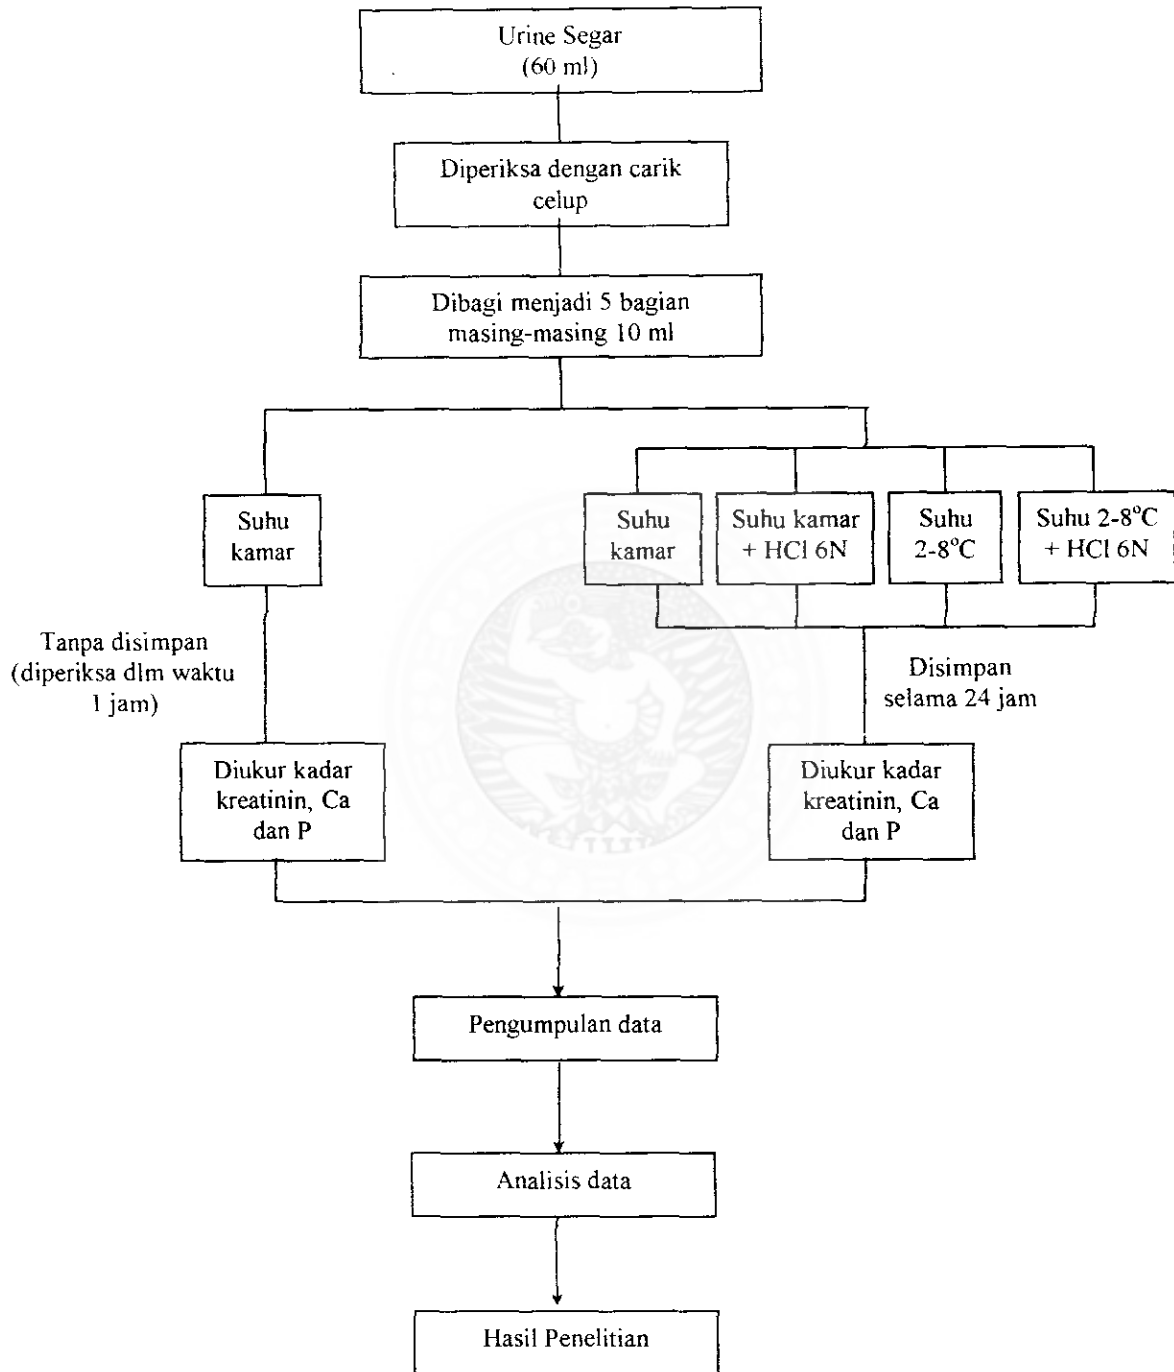 Urine Segar
(60 ml)
Diperiksa dengan carik
celup
Dibagi menjadi 5 bagian
masing-masing 10 ml
Suhu
kamar
Suhu
kamar
Suhu kamar
+ HCl 6N
Suhu
2-8°C
Suhu 2-8°C
+ HCl 6N
Tanpa disimpan
(diperiksa dlm waktu
1 jam)
Disimpan
selama 24 jam
Diukur kadar
kreatinin, Ca
dan P
Diukur kadar
kreatinin, Ca
dan P
Pengumpulan data
Analisis data
Hasil Penelitian